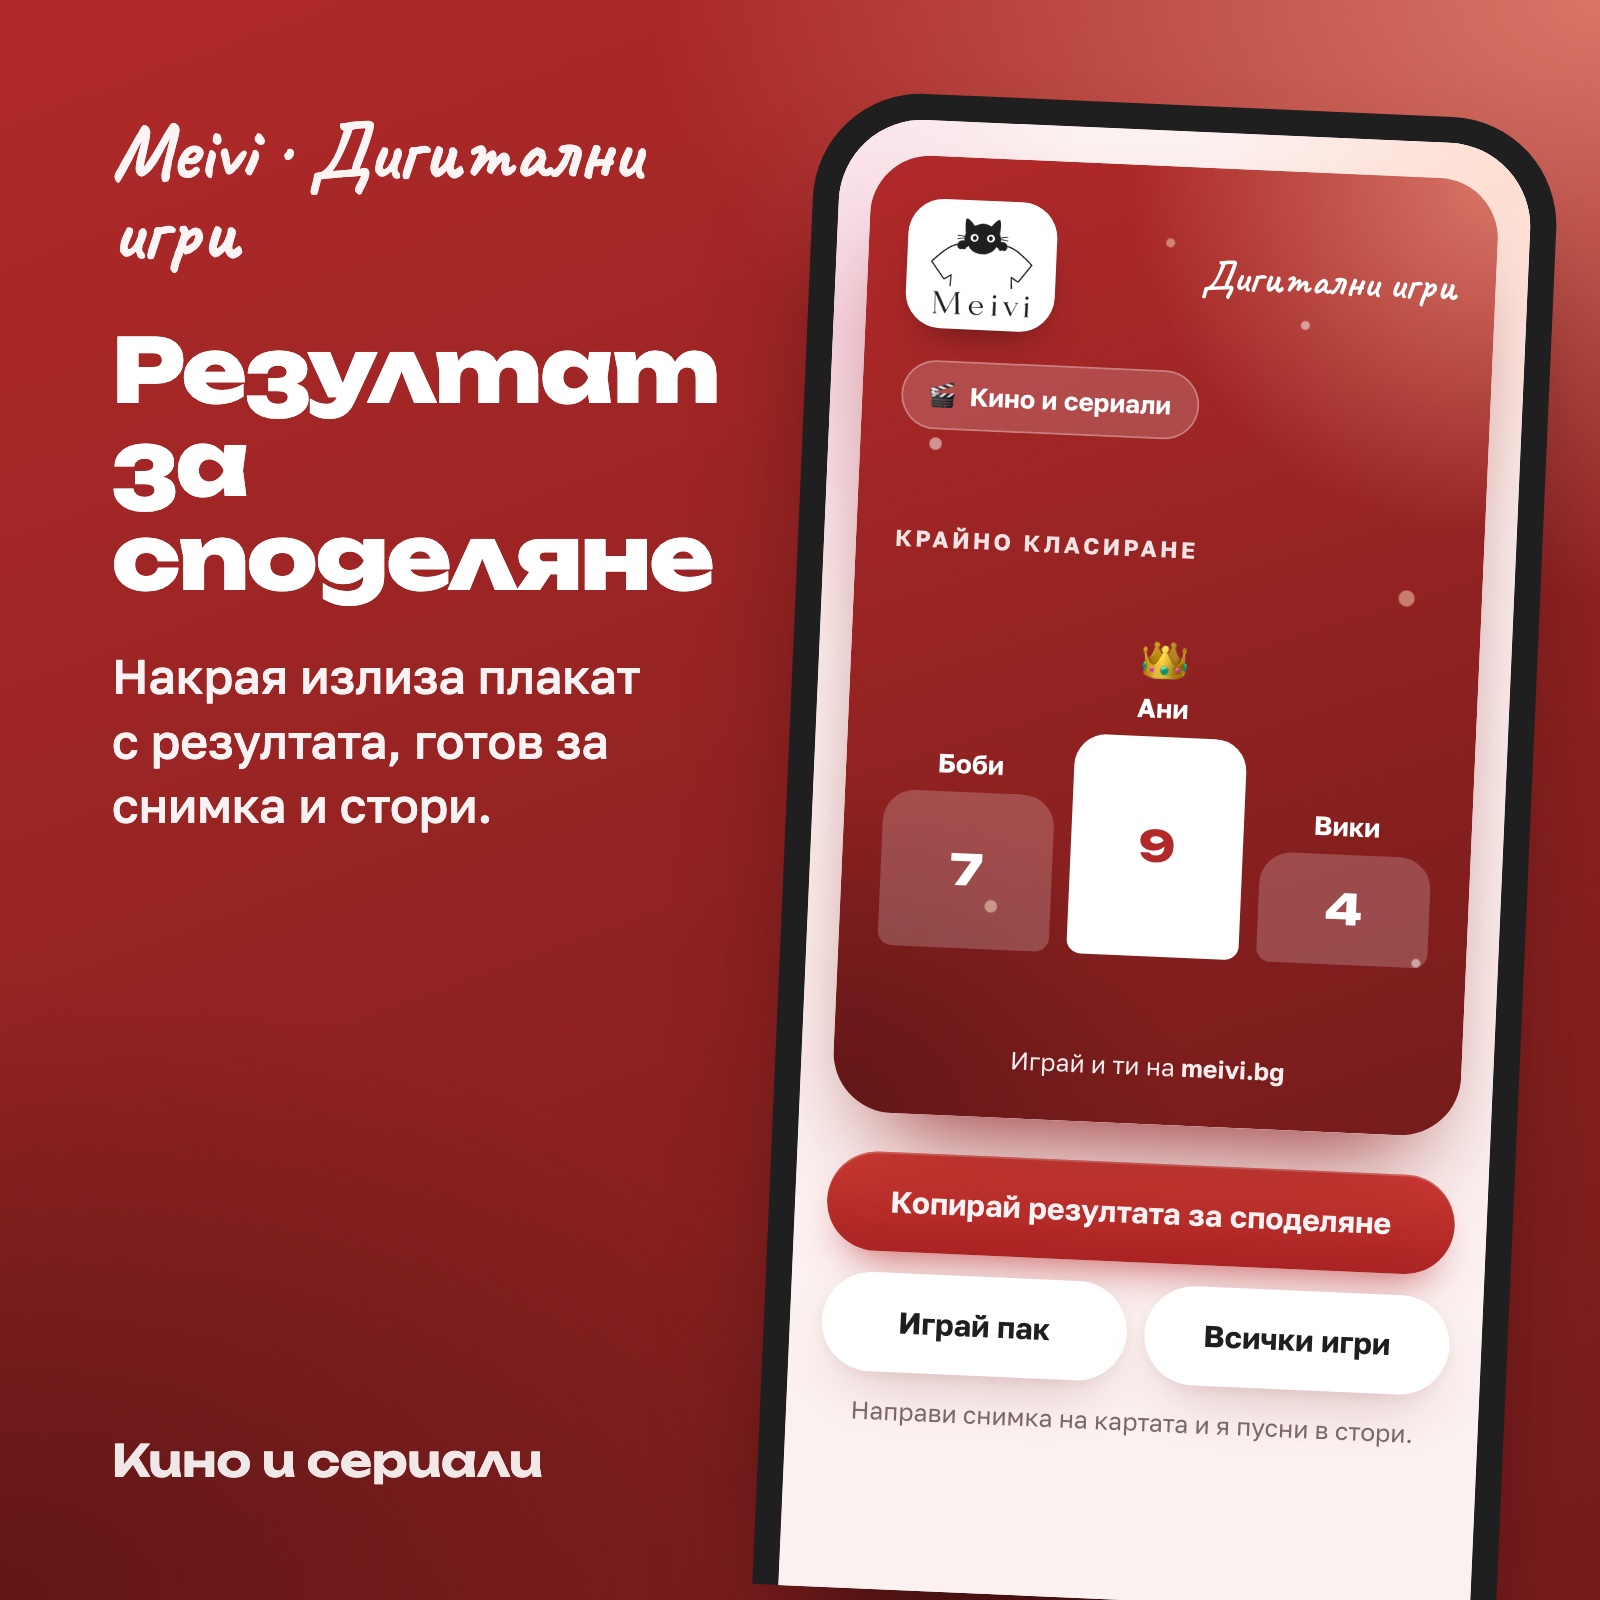 Meivi · Дигитални
игри
Резултат
за
споделяне
Накрая излиза плакат
с резултата, готов за
снимка и стори.
Кино и сериали
Meivi
Дигитални игри
🎬 Кино и сериали
КРАЙНО КЛАСИРАНЕ
Ани
Боби
Вики
7
9
4
Играй и ти на meivi.bg
Копирай резултата за споделяне
Играй пак
Всички игри
Направи снимка на картата и я пусни в стори.